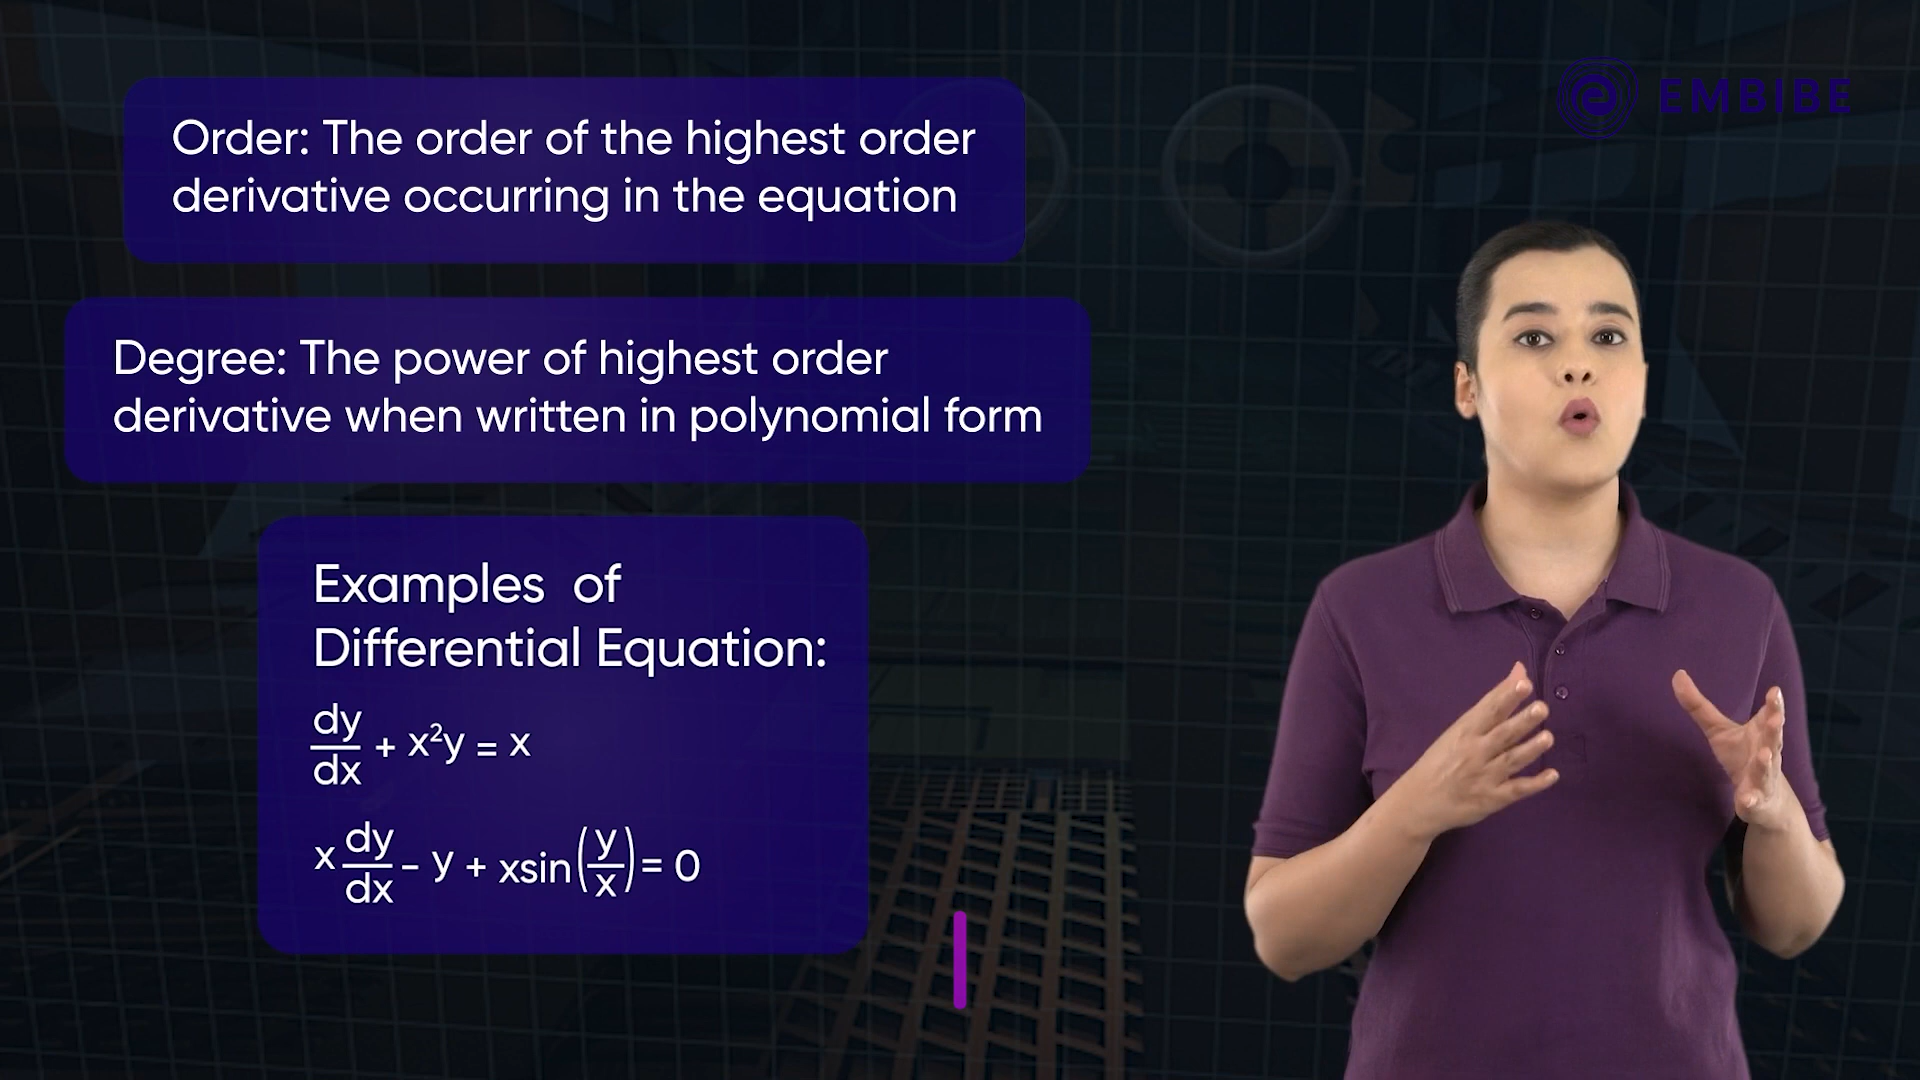 EMBIBE
Order: The order of the highest order
derivative occurring in the equation
Degree: The power of highest order
derivative when written in polynomial form
Examples of
Differential Equation:
dy/dx + x²y = x
x dy/dx - y + xsin(y/x) = 0